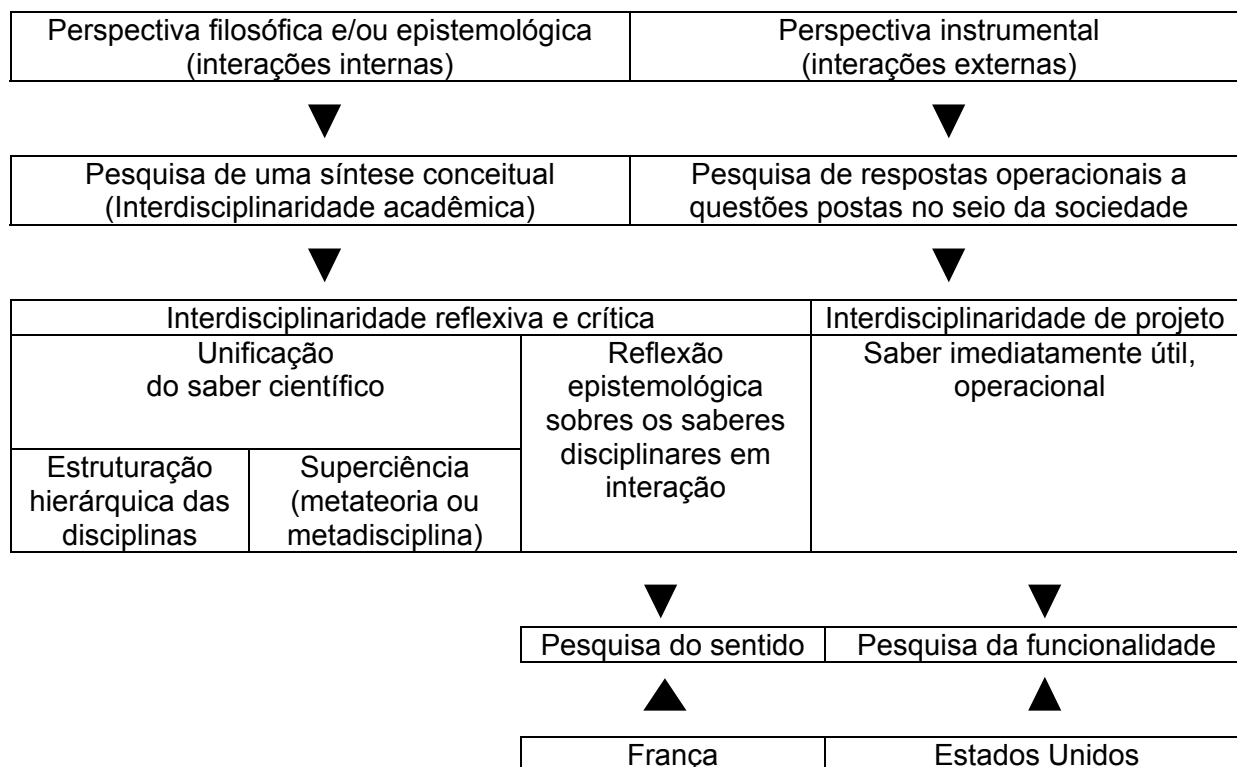 Perspectiva filosófica e/ou epistemológica
(interações internas)
Perspectiva instrumental
(interações externas)
Pesquisa de uma síntese conceitual
(Interdisciplinaridade acadêmica)
Pesquisa de respostas operacionais a
questões postas no seio da sociedade
Interdisciplinaridade reflexiva e crítica
Interdisciplinaridade de projeto
Unificação
do saber científico
Reflexão
epistemológica
sobres os saberes
disciplinares em
interação
Saber imediatamente útil,
operacional
Estruturação
hierárquica das
disciplinas
Superciência
(metateoria ou
metadisciplina)
Pesquisa do sentido
Pesquisa da funcionalidade
França
Estados Unidos